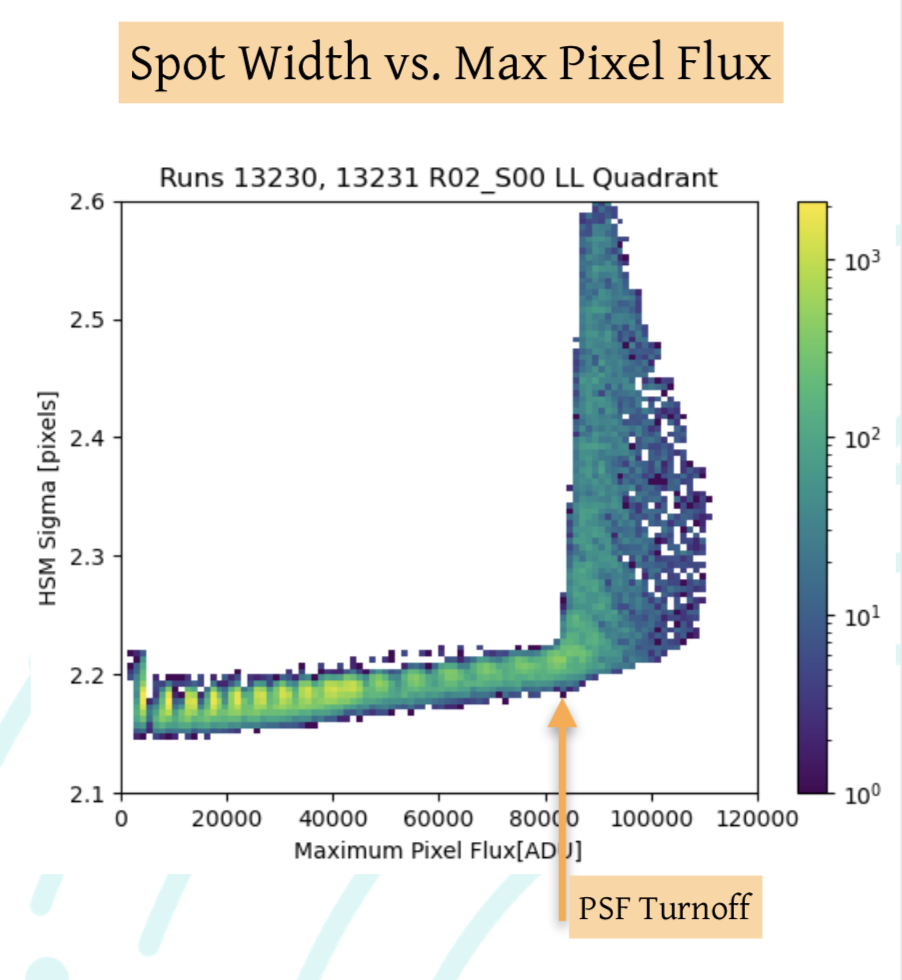 Spot Width vs. Max Pixel Flux
Runs 13230, 13231 R02_S00 LL Quadrant
2.6
2.5
2.4
2.3
2.2
2.1
HSM Sigma [pixels]
0 20000 40000 60000 80000 100000 120000
Maximum Pixel Flux[ADU]
10³
10²
10¹
10⁰
PSF Turnoff